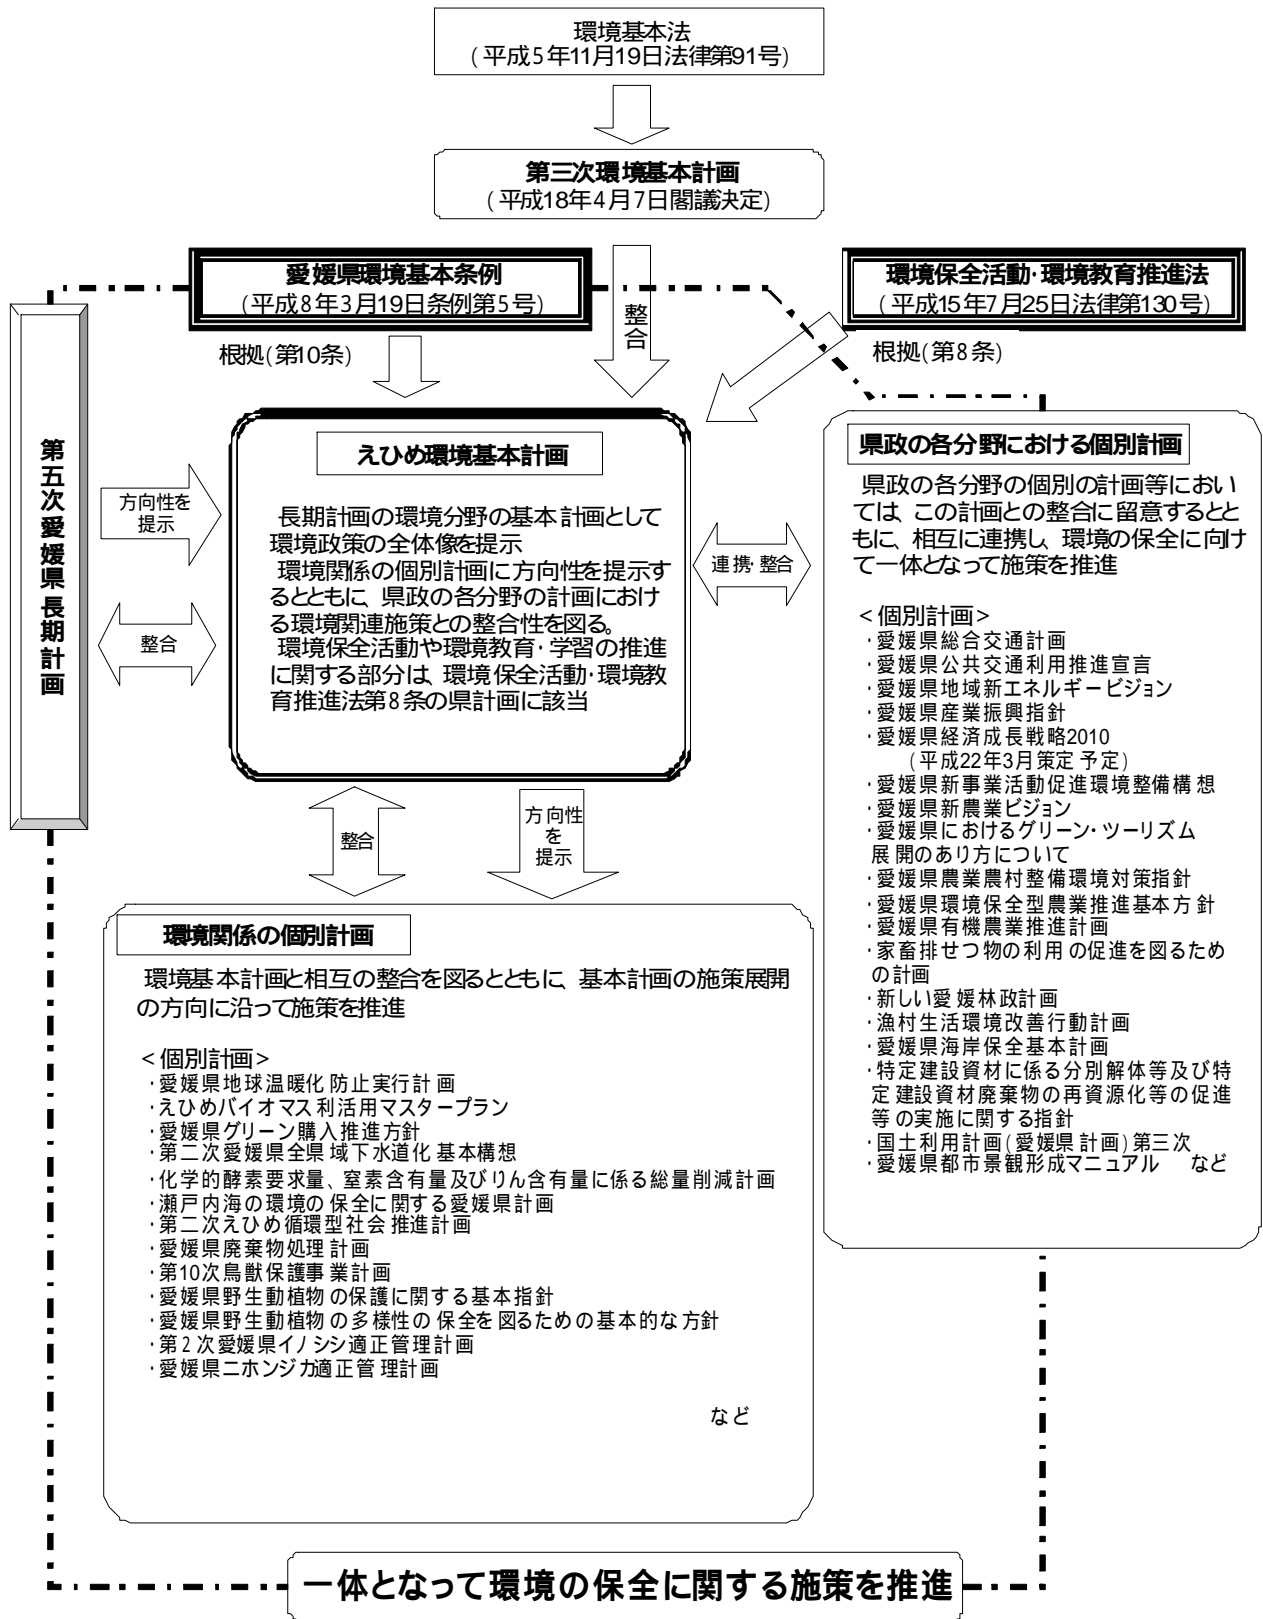 環境基本法
(平成5年11月19日法律第91号)
第三次環境基本計画
(平成18年4月7日閣議決定)
愛媛県環境基本条例
(平成8年3月19日条例第5号)
整合
環境保全活動・環境教育推進法
(平成15年7月25日法律第130号)
根拠(第10条)
根拠(第8条)
第五次愛媛県長期計画
方向性を
提示
整合
えひめ環境基本計画
長期計画の環境分野の基本計画として
環境政策の全体像を提示
環境関係の個別計画に方向性を提示す
るとともに、県政の各分野の計画におけ
る環境関連施策との整合性を図る。
環境保全活動や環境教育・学習の推進
に関する部分は、環境保全活動・環境教
育推進法第8条の県計画に該当
連携・整合
県政の各分野における個別計画
県政の各分野の個別の計画等におい
ては、この計画との整合に留意するとと
もに、相互に連携し、環境の保全に向け
て一体となって施策を推進
<個別計画>
・愛媛県総合交通計画
・愛媛県公共交通利用推進宣言
・愛媛県地域新エネルギービジョン
・愛媛県産業振興指針
・愛媛県経済成長戦略2010
(平成22年3月策定予定)
・愛媛県新事業活動促進環境整備構想
・愛媛県新農業ビジョン
・愛媛県におけるグリーン・ツーリズム
展開のあり方について
・愛媛県農業農村整備環境対策指針
・愛媛県環境保全型農業推進基本方針
・愛媛県有機農業推進計画
・家畜排せつ物の利用の促進を図るため
の計画
・新しい愛媛林政計画
・漁村生活環境改善行動計画
・愛媛県海岸保全基本計画
・特定建設資材に係る分別解体等及び特
定建設資材廃棄物の再資源化等の促進
等の実施に関する指針
・国土利用計画(愛媛県計画)第三次
・愛媛県都市景観形成マニュアル など
整合
方向性
を
提示
環境関係の個別計画
環境基本計画と相互の整合を図るとともに、基本計画の施策展開
の方向に沿って施策を推進
<個別計画>
・愛媛県地球温暖化防止実行計画
・えひめバイオマス利活用マスタープラン
・愛媛県グリーン購入推進方針
・第二次愛媛県全県域下水道化基本構想
・化学的酵素要求量、窒素含有量及びりん含有量に係る総量削減計画
・瀬戸内海の環境の保全に関する愛媛県計画
・第二次えひめ循環型社会推進計画
・愛媛県廃棄物処理計画
・第10次鳥獣保護事業計画
・愛媛県野生動植物の保護に関する基本指針
・愛媛県野生動植物の多様性の保全を図るための基本的な方針
・第2次愛媛県イノシシ適正管理計画
・愛媛県ニホンジカ適正管理計画
など
一体となって環境の保全に関する施策を推進